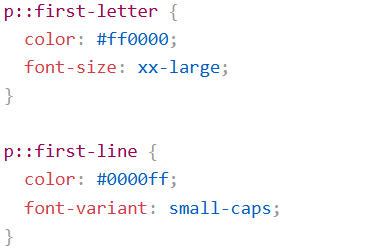 p::first-letter {
  color: #ff0000;
  font-size: xx-large;
}

p::first-line {
  color: #0000ff;
  font-variant: small-caps;
}